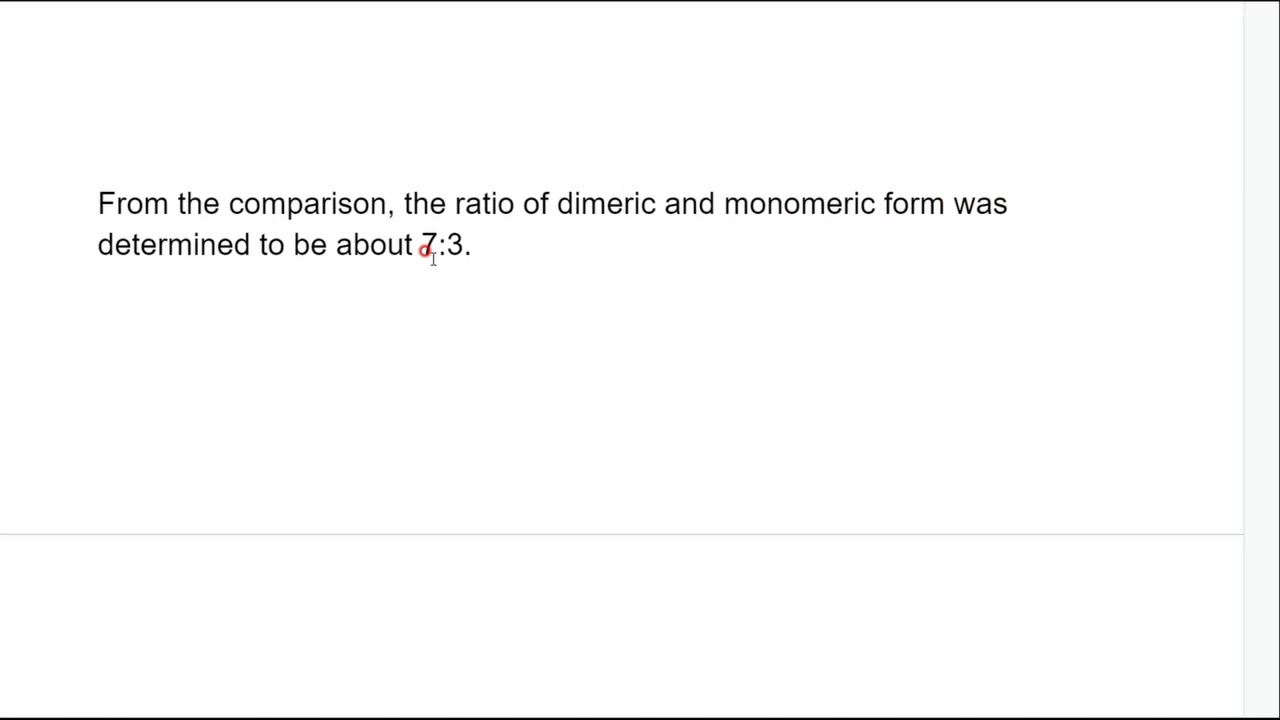 From the comparison, the ratio of dimeric and monomeric form was
determined to be about 7:3.